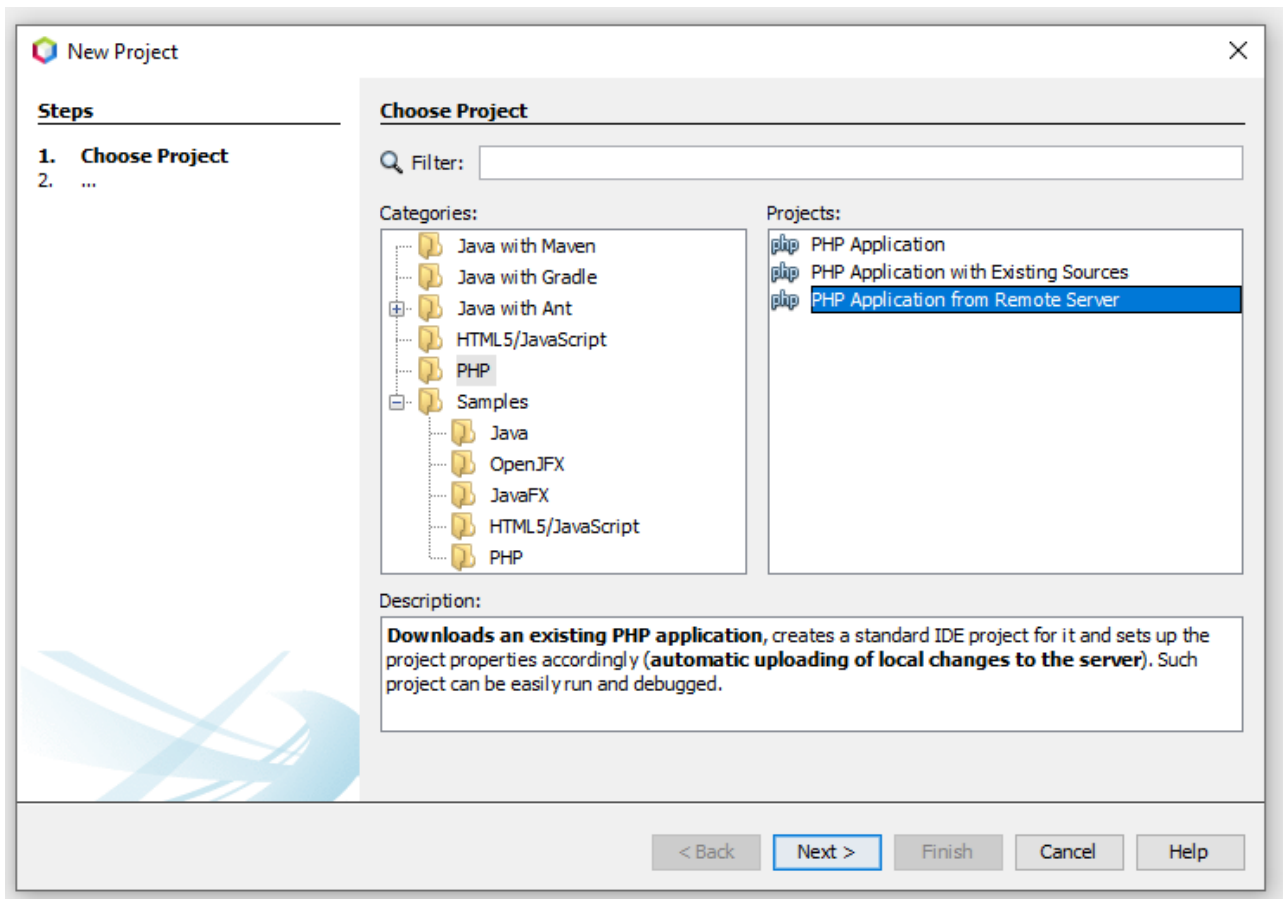 New Project
Steps
1. Choose Project
2. ...
Choose Project
Filter:
Categories:
Java with Maven
Java with Gradle
Java with Ant
HTML5/JavaScript
PHP
Samples
Java
OpenJFX
JavaFX
HTML5/JavaScript
PHP
Projects:
php PHP Application
php PHP Application with Existing Sources
php PHP Application from Remote Server
Description:
Downloads an existing PHP application, creates a standard IDE project for it and sets up the
project properties accordingly (automatic uploading of local changes to the server). Such
project can be easily run and debugged.
< Back Next > Finish Cancel Help